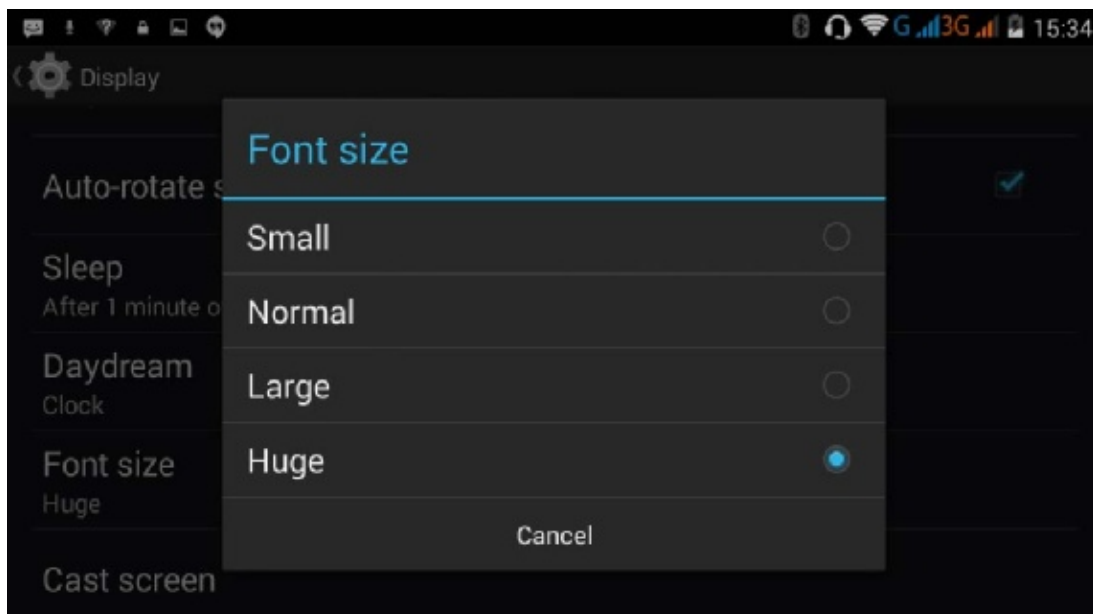 G 3G 15:34
Display
Font size
Auto-rotate s
Small
Sleep
After 1 minute o
Normal
Daydream
Clock
Large
Font size
Huge
Huge
Cancel
Cast screen